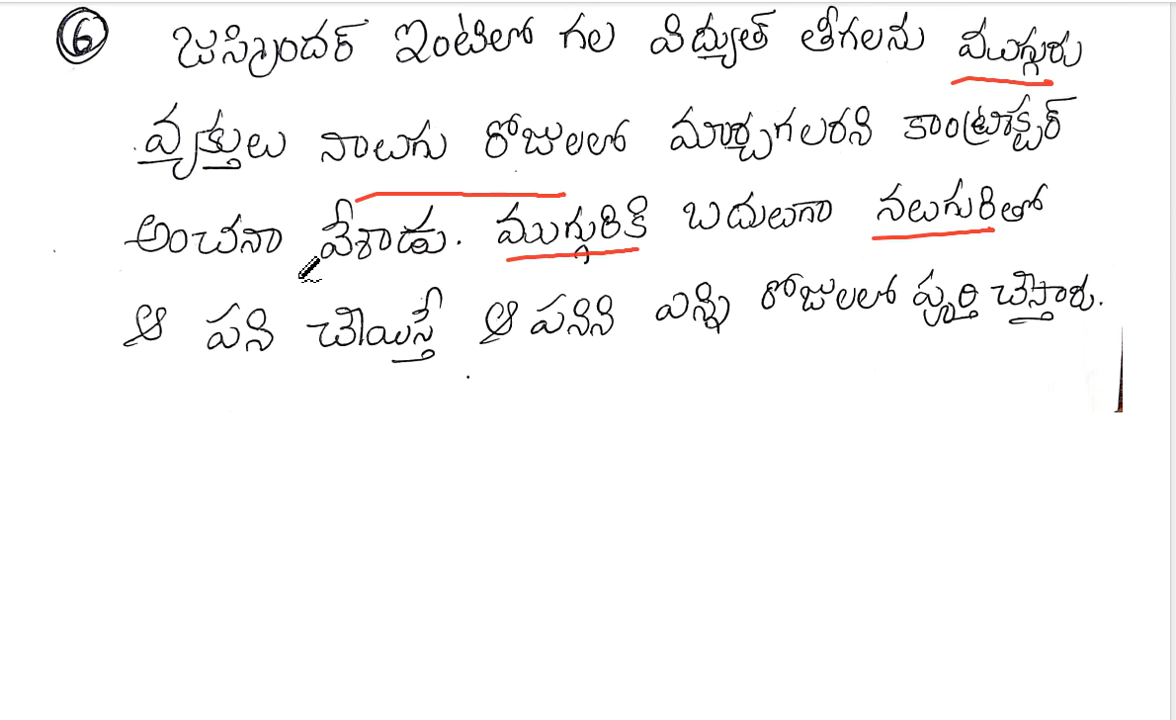 ⑥ జస్మిందర్ ఇంటిలో గల విద్యుత్ తీగలను ముగ్గురు
వ్యక్తులు నాలుగు రోజులలో మార్చగలరని కాంట్రాక్టర్
అంచనా వేశాడు. ముగ్గురికి బదులుగా నలుగురితో
ఆ పని చేయిస్తే ఆ పనిని ఎన్ని రోజులలో పూర్తి చేస్తారు.